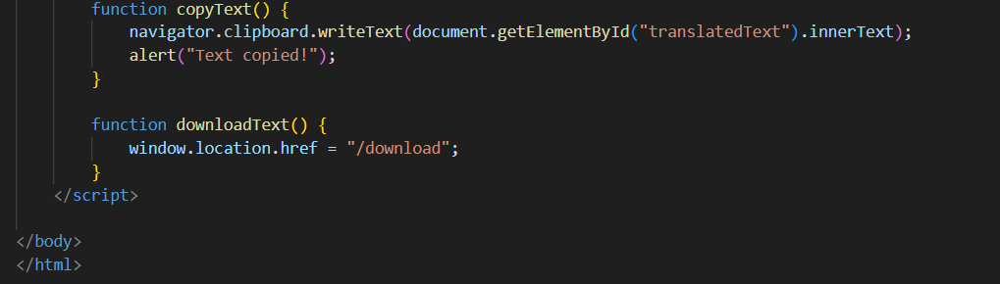 function copyText() {
navigator.clipboard.writeText(document.getElementById("translatedText").innerText);
alert("Text copied!");
}
function downloadText() {
window.location.href = "/download";
}
</script>
</body>
</html>